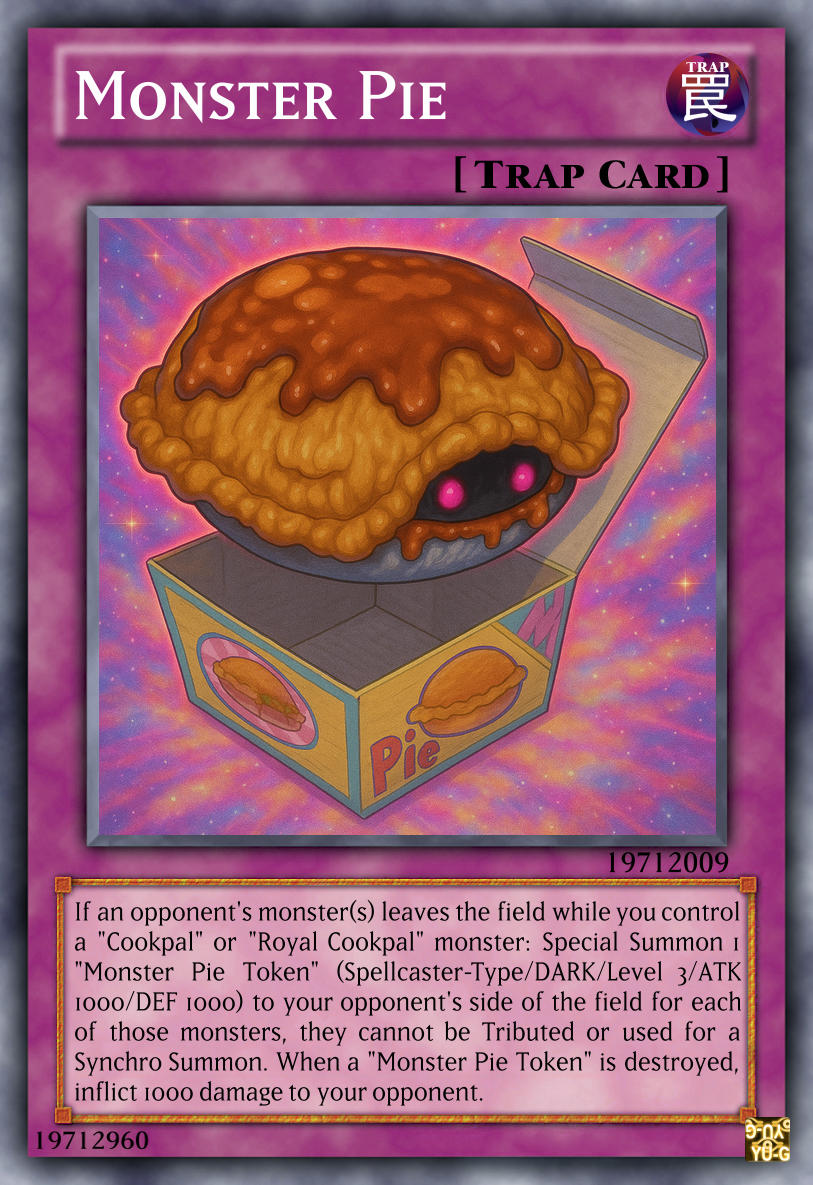 Monster Pie
TRAP
罠
[Trap Card]
M
Pie
19712009
If an opponent's monster(s) leaves the field while you control
a "Cookpal" or "Royal Cookpal" monster: Special Summon 1
"Monster Pie Token" (Spellcaster-Type/DARK/Level 3/ATK
1000/DEF 1000) to your opponent's side of the field for each
of those monsters, they cannot be Tributed or used for a
Synchro Summon. When a "Monster Pie Token" is destroyed,
inflict 1000 damage to your opponent.
19712960
YU-G